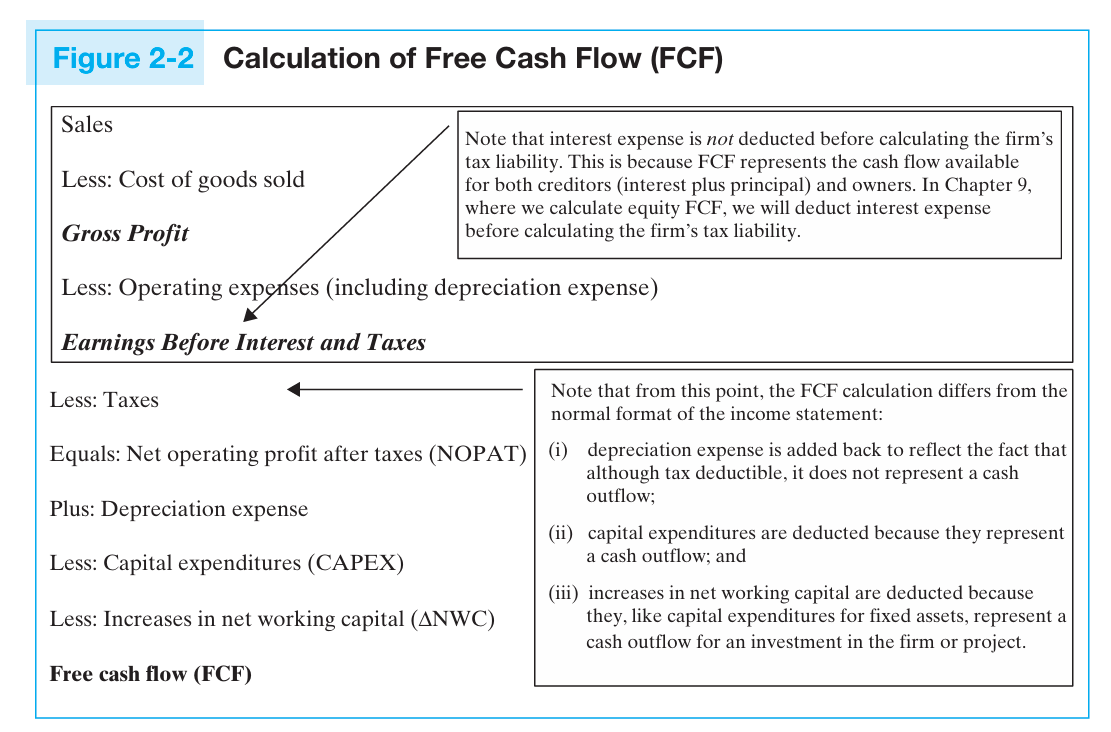 Figure 2-2 Calculation of Free Cash Flow (FCF)
Sales
Less: Cost of goods sold
Gross Profit
Note that interest expense is not deducted before calculating the firm's
tax liability. This is because FCF represents the cash flow available
for both creditors (interest plus principal) and owners. In Chapter 9,
where we calculate equity FCF, we will deduct interest expense
before calculating the firm's tax liability.
Less: Operating expenses (including depreciation expense)
Earnings Before Interest and Taxes
Less: Taxes
Equals: Net operating profit after taxes (NOPAT)
Plus: Depreciation expense
Less: Capital expenditures (CAPEX)
Less: Increases in net working capital (ΔNWC)
Free cash flow (FCF)
Note that from this point, the FCF calculation differs from the
normal format of the income statement:
(i) depreciation expense is added back to reflect the fact that
although tax deductible, it does not represent a cash
outflow;
(ii) capital expenditures are deducted because they represent
a cash outflow; and
(iii) increases in net working capital are deducted because
they, like capital expenditures for fixed assets, represent a
cash outflow for an investment in the firm or project.